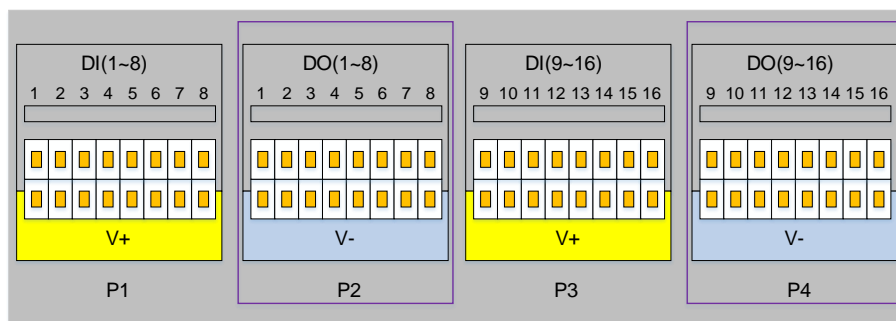 DI(1~8) DO(1~8) DI(9~16) DO(9~16)
1 2 3 4 5 6 7 8 1 2 3 4 5 6 7 8 9 10 11 12 13 14 15 16 9 10 11 12 13 14 15 16
V+ V- V+ V-
P1 P2 P3 P4